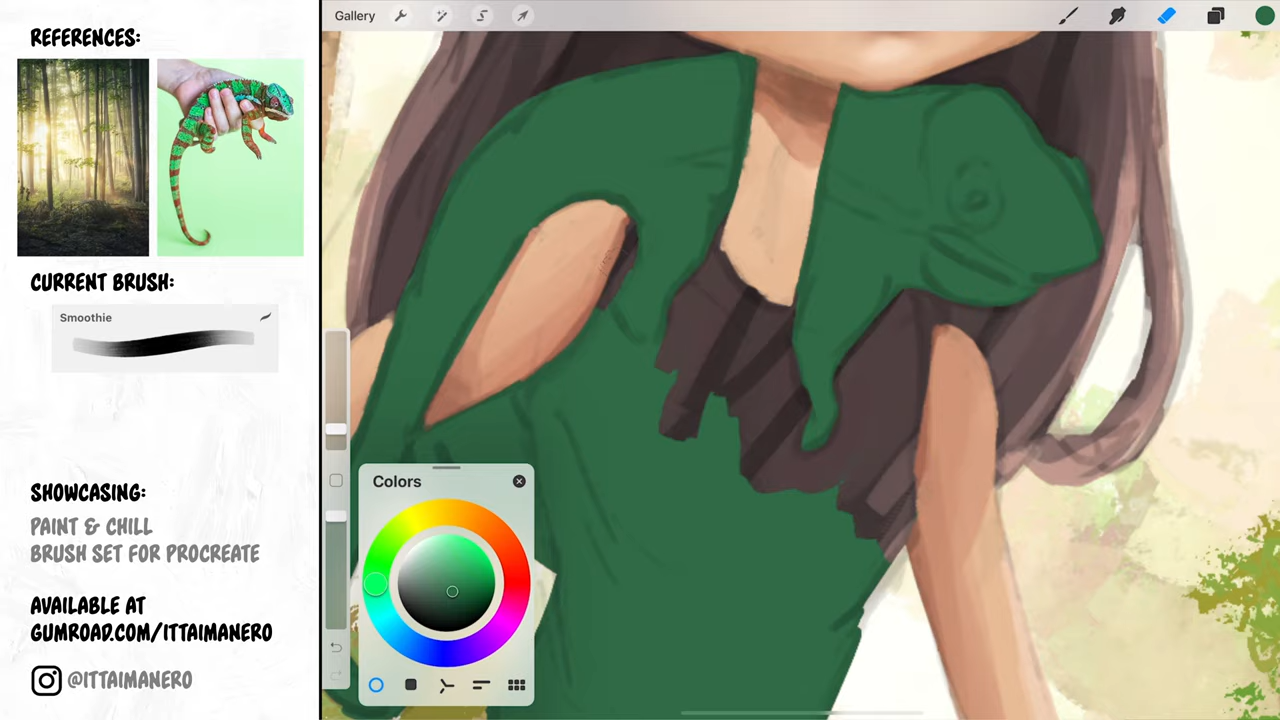 REFERENCES:
CURRENT BRUSH:
Smoothie
SHOWCASING:
PAINT & CHILL
BRUSH SET FOR PROCREATE
AVAILABLE AT
GUMROAD.COM/ITTAIMANERO
@ITTAIMANERO
Gallery
Colors